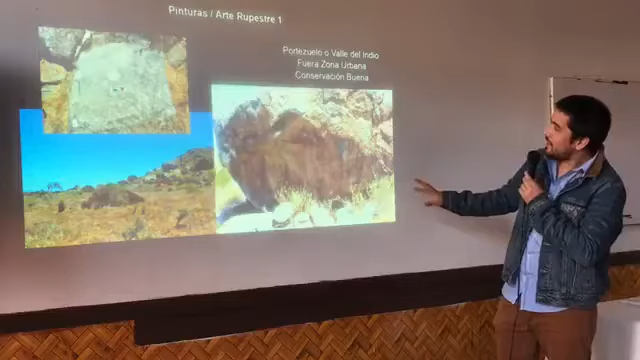 Pinturas / Arte Rupestre 1
Portezuelo o Valle del Indio
Fuera Zona Urbana
Conservación Buena